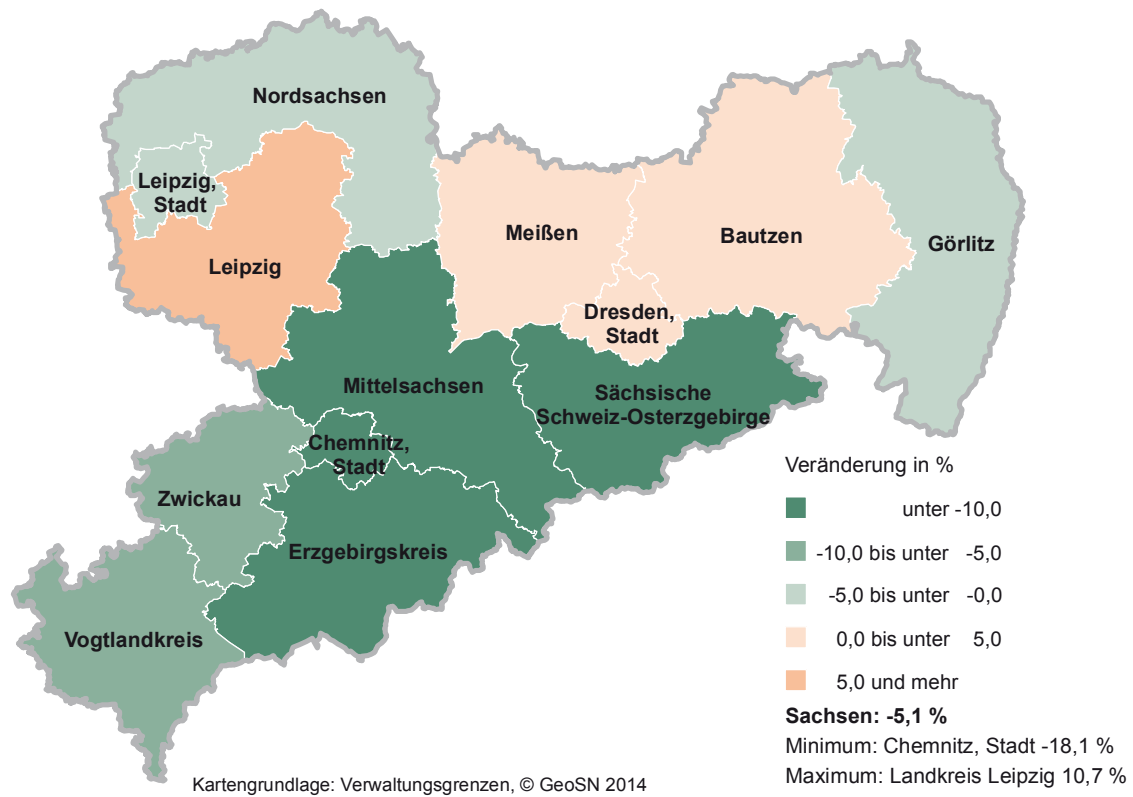 Nordsachsen
Leipzig,
Stadt
Leipzig
Meißen
Bautzen
Görlitz
Dresden,
Stadt
Mittelsachsen
Sächsische
Schweiz-Osterzgebirge
Chemnitz,
Stadt
Zwickau
Erzgebirgskreis
Vogtlandkreis
Veränderung in %
unter -10,0
-10,0 bis unter -5,0
-5,0 bis unter -0,0
0,0 bis unter 5,0
5,0 und mehr
Sachsen: -5,1 %
Minimum: Chemnitz, Stadt -18,1 %
Maximum: Landkreis Leipzig 10,7 %
Kartengrundlage: Verwaltungsgrenzen, © GeoSN 2014